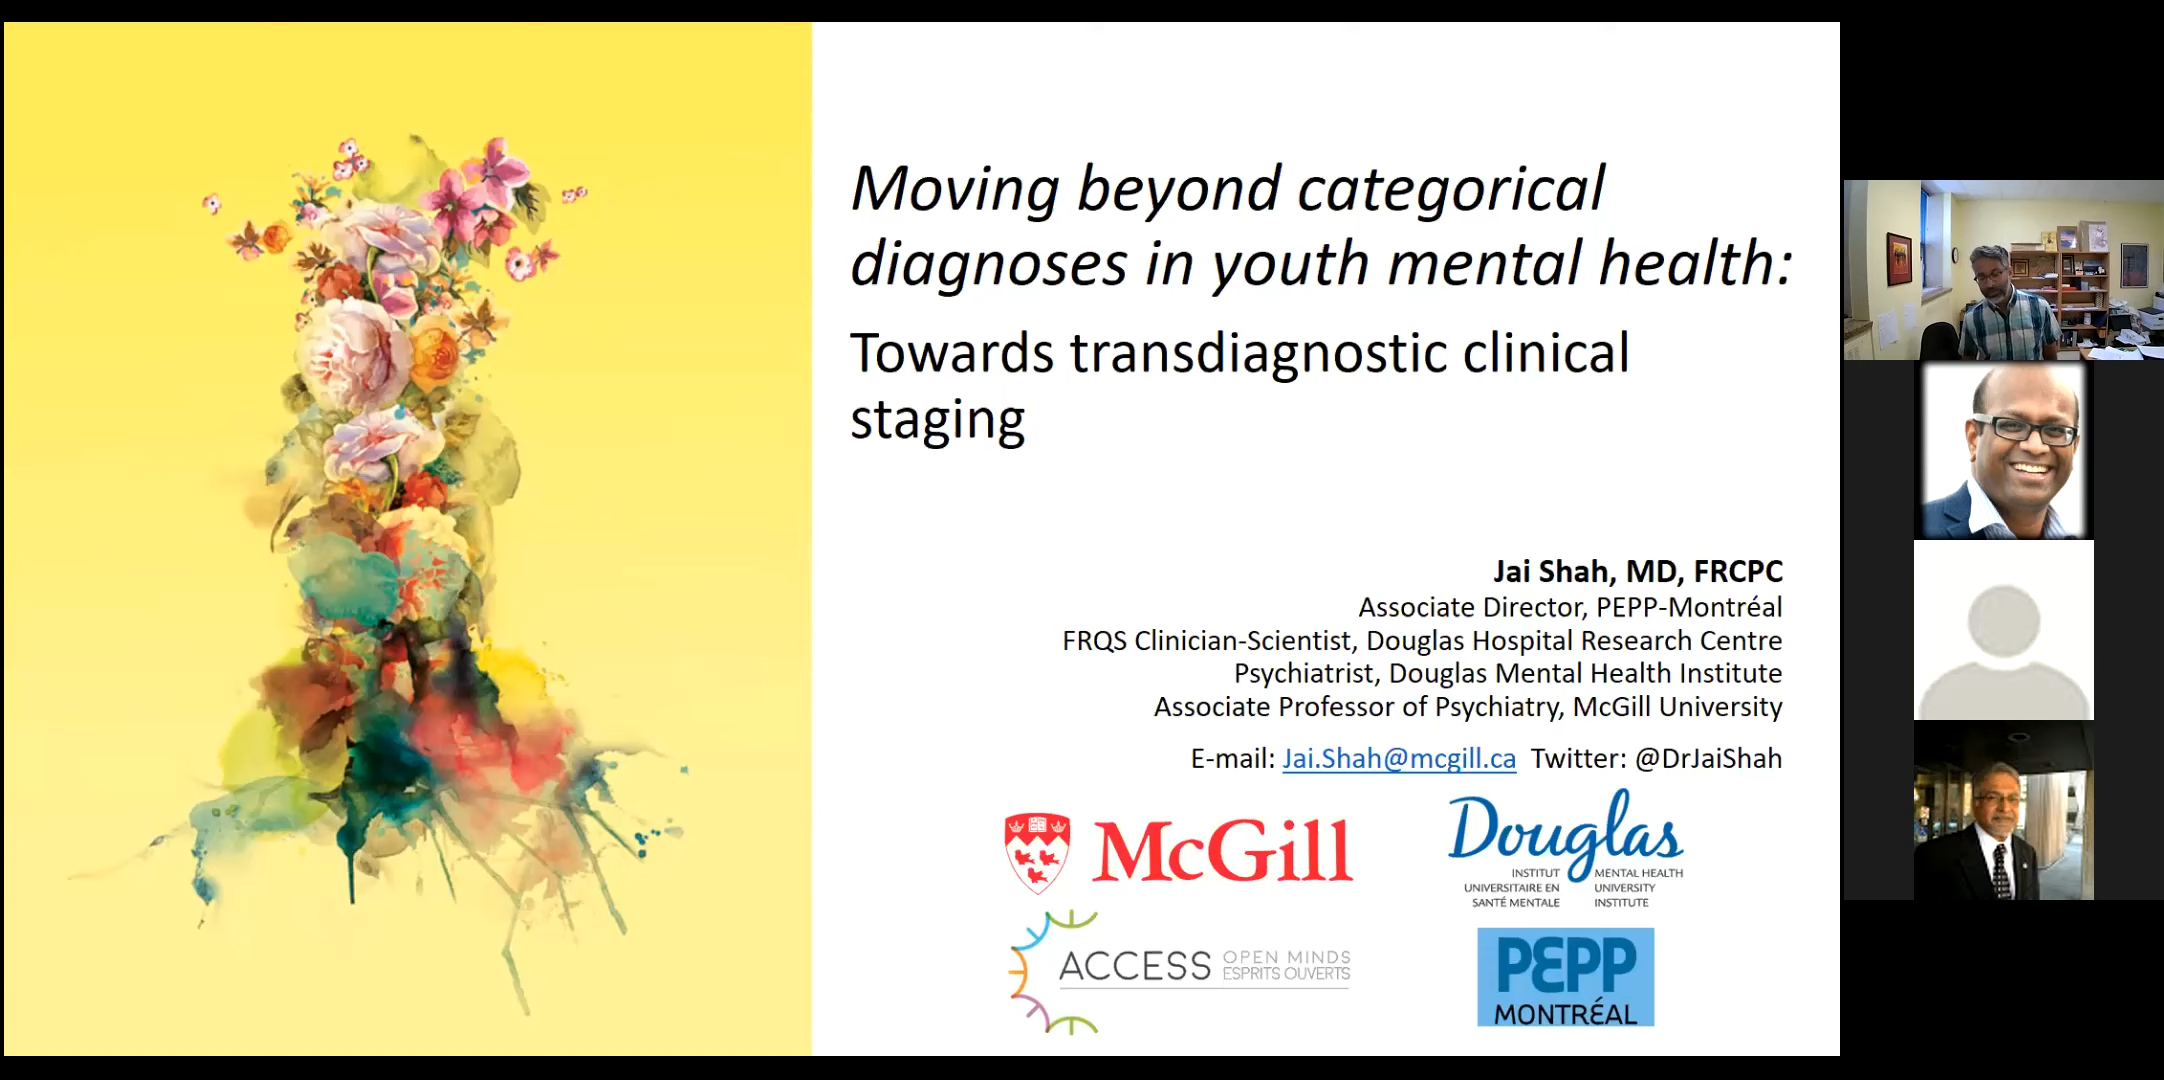 Moving beyond categorical
diagnoses in youth mental health:
Towards transdiagnostic clinical
staging
Jai Shah, MD, FRCPC
Associate Director, PEPP-Montréal
FRQS Clinician-Scientist, Douglas Hospital Research Centre
Psychiatrist, Douglas Mental Health Institute
Associate Professor of Psychiatry, McGill University
E-mail: Jai.Shah@mcgill.ca Twitter: @DrJaiShah
McGill
Douglas
INSTITUT
UNIVERSITAIRE EN
SANTÉ MENTALE
MENTAL HEALTH
UNIVERSITY
INSTITUTE
ACCESS
OPEN MINDS
ESPRITS OUVERTS
PEPP
MONTRÉAL